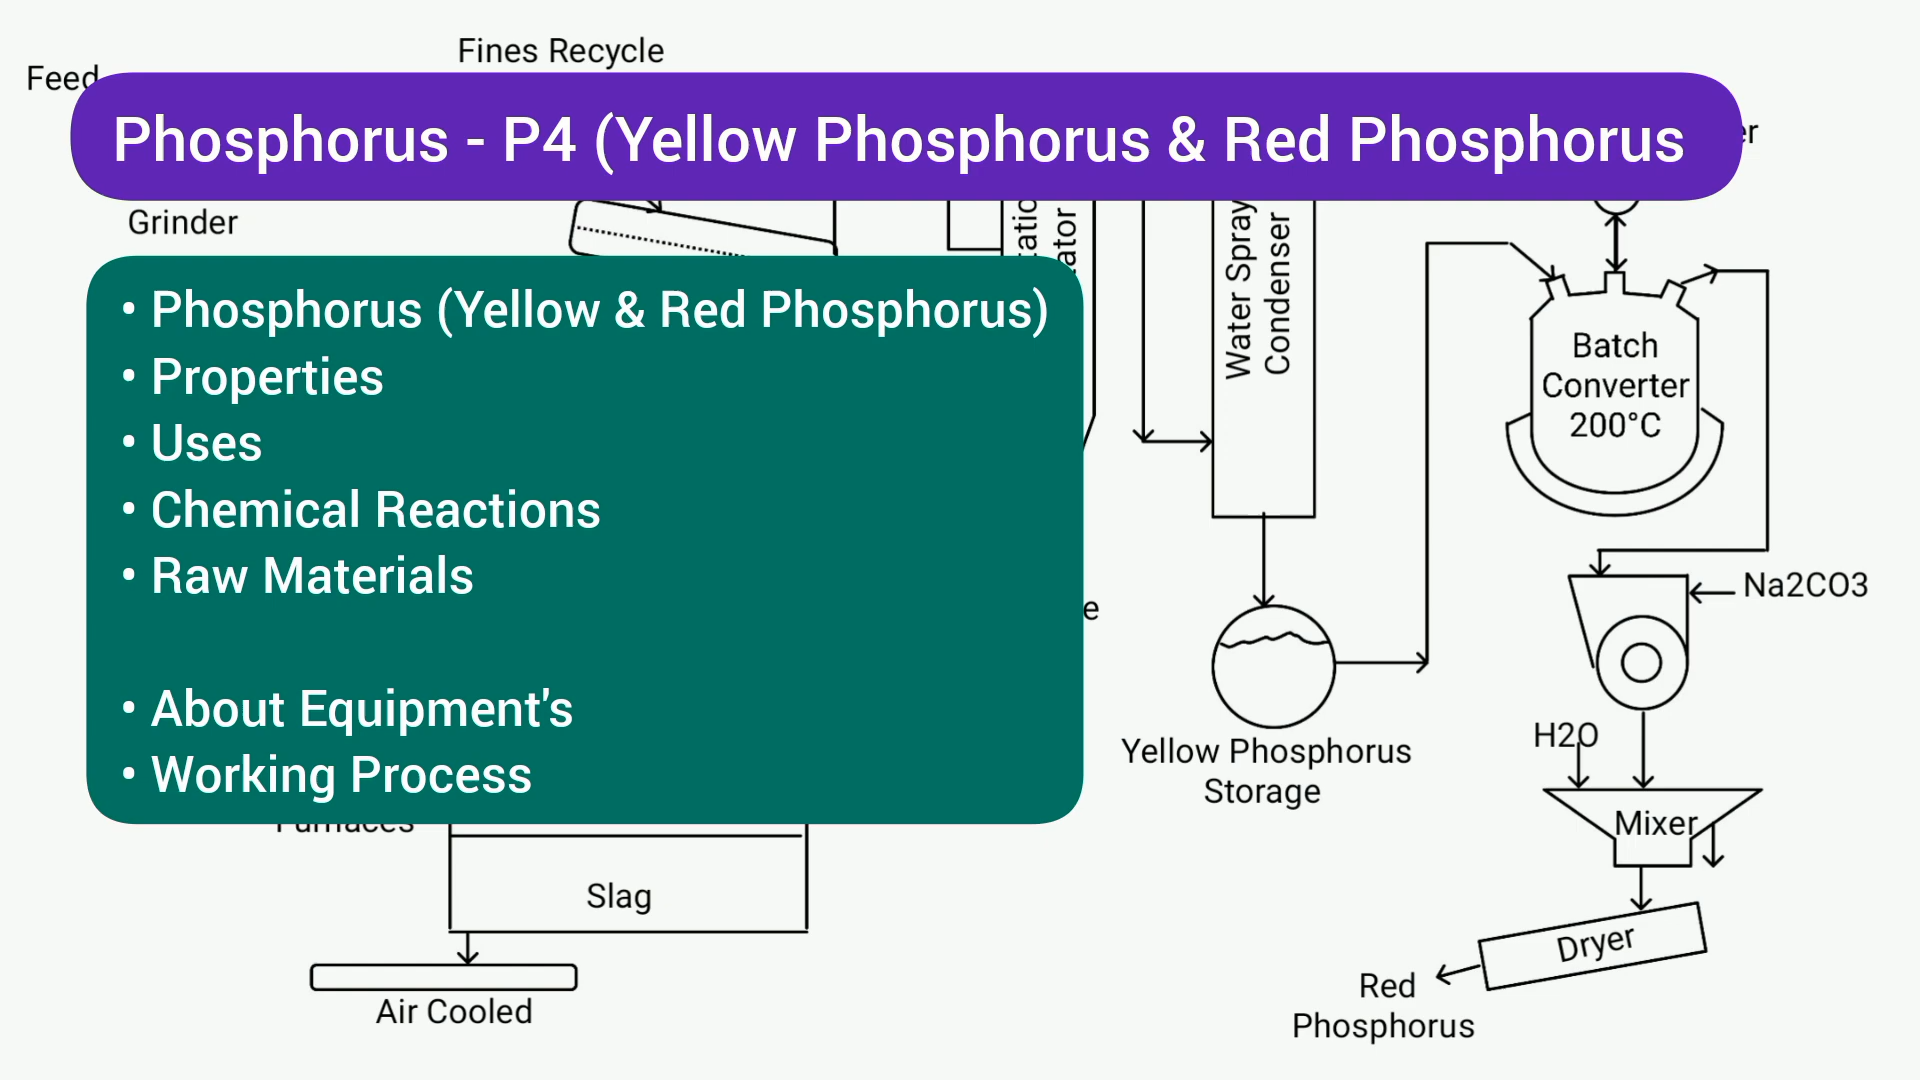 Fines Recycle
Feed
Phosphorus - P4 (Yellow Phosphorus & Red Phosphorus
Grinder
• Phosphorus (Yellow & Red Phosphorus)
• Properties
• Uses
• Chemical Reactions
• Raw Materials
• About Equipment's
• Working Process
Water Spray
Condenser
Batch
Converter
200°C
Na2CO3
H2O
Yellow Phosphorus
Storage
Mixer
Furnaces
Slag
Dryer
Air Cooled
Red
Phosphorus